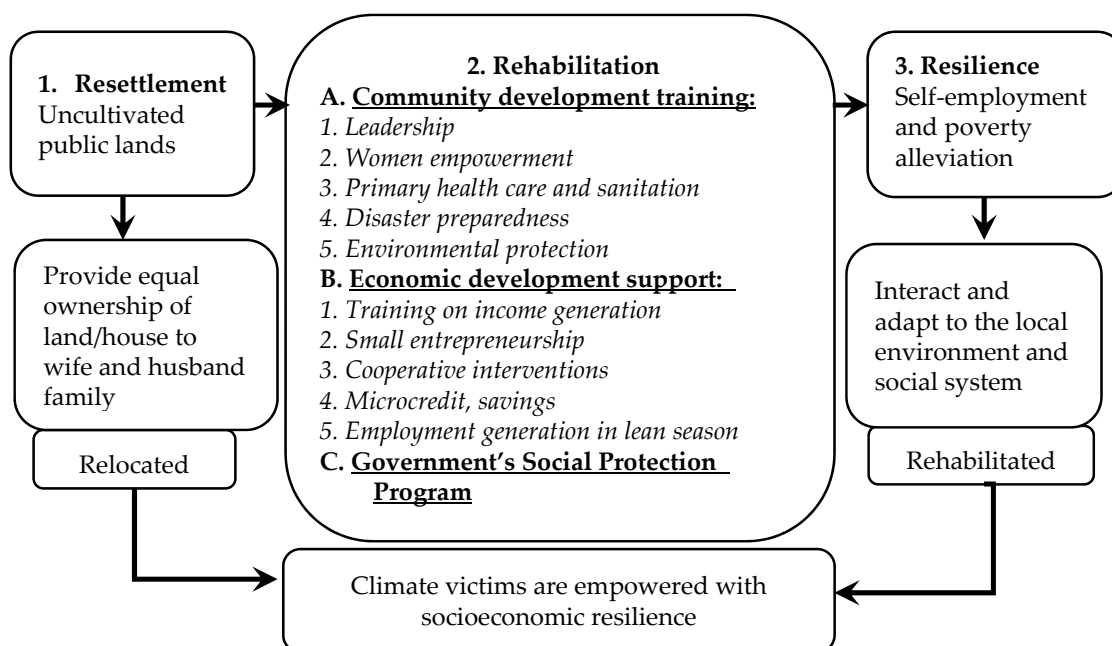 1. Resettlement
Uncultivated
public lands
Provide equal
ownership of
land/house to
wife and husband
family
Relocated
2. Rehabilitation
A. Community development training:
1. Leadership
2. Women empowerment
3. Primary health care and sanitation
4. Disaster preparedness
5. Environmental protection
B. Economic development support:
1. Training on income generation
2. Small entrepreneurship
3. Cooperative interventions
4. Microcredit, savings
5. Employment generation in lean season
C. Government’s Social Protection
Program
3. Resilience
Self-employment
and poverty
alleviation
Interact and
adapt to the local
environment and
social system
Rehabilitated
Climate victims are empowered with
socioeconomic resilience